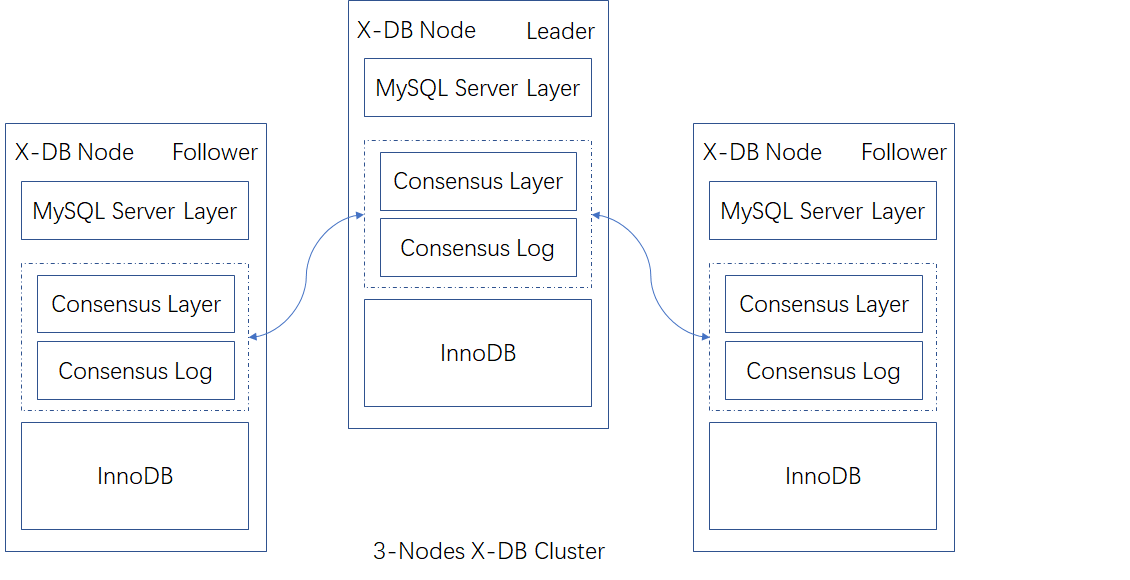 X-DB Node Leader
MySQL Server Layer
Consensus Layer
Consensus Log
InnoDB
X-DB Node Follower
MySQL Server Layer
Consensus Layer
Consensus Log
InnoDB
X-DB Node Follower
MySQL Server Layer
Consensus Layer
Consensus Log
InnoDB
3-Nodes X-DB Cluster